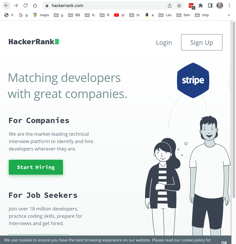 hackerrank.com
HackerRank
Login
Sign Up
Matching developers
with great companies.
stripe
For Companies
We are the market-leading technical
interview platform to identify and hire
developers wherever they are.
Start Hiring
For Job Seekers
Join over 18 million developers,
practice coding skills, prepare for
interviews and get hired.
We use cookies to ensure you have the best browsing experience on our website. Please read our cookie policy for